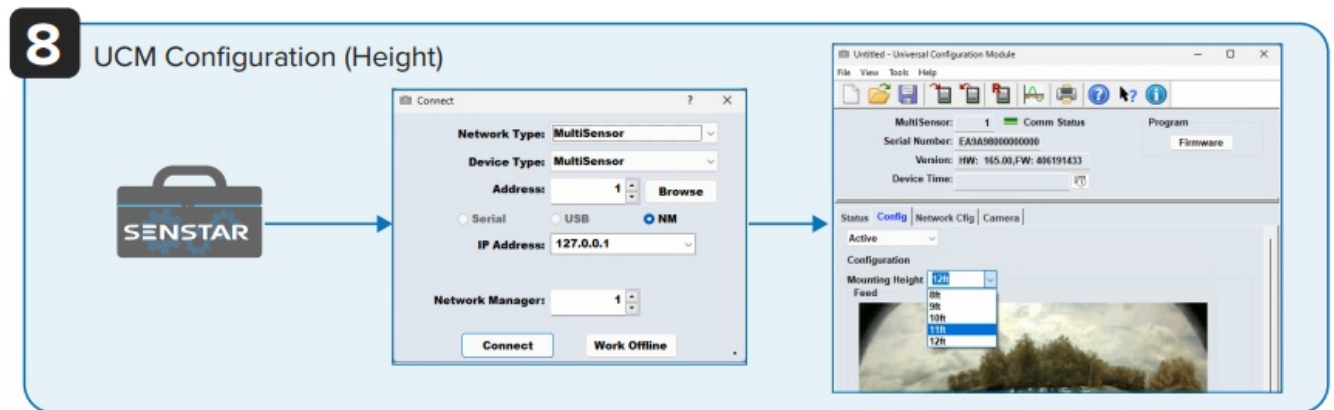 8
UCM Configuration (Height)
SENSTAR
Connect ? ×
Network Type: MultiSensor
Device Type: MultiSensor
Address: 1 Browse
Serial USB NM
IP Address: 127.0.0.1
Network Manager: 1
Connect Work Offline
Untitled - Universal Configuration Module
File View Tools Help
MultiSensor: 1 Comm Status Program
Serial Number: EA9A98000000000 Firmware
Version: HW: 165.00,FW: 406191433
Device Time:
Status Config Network Cfig Camera
Active
Configuration
Mounting Height 12ft
Feed
8ft
9ft
10ft
11ft
12ft